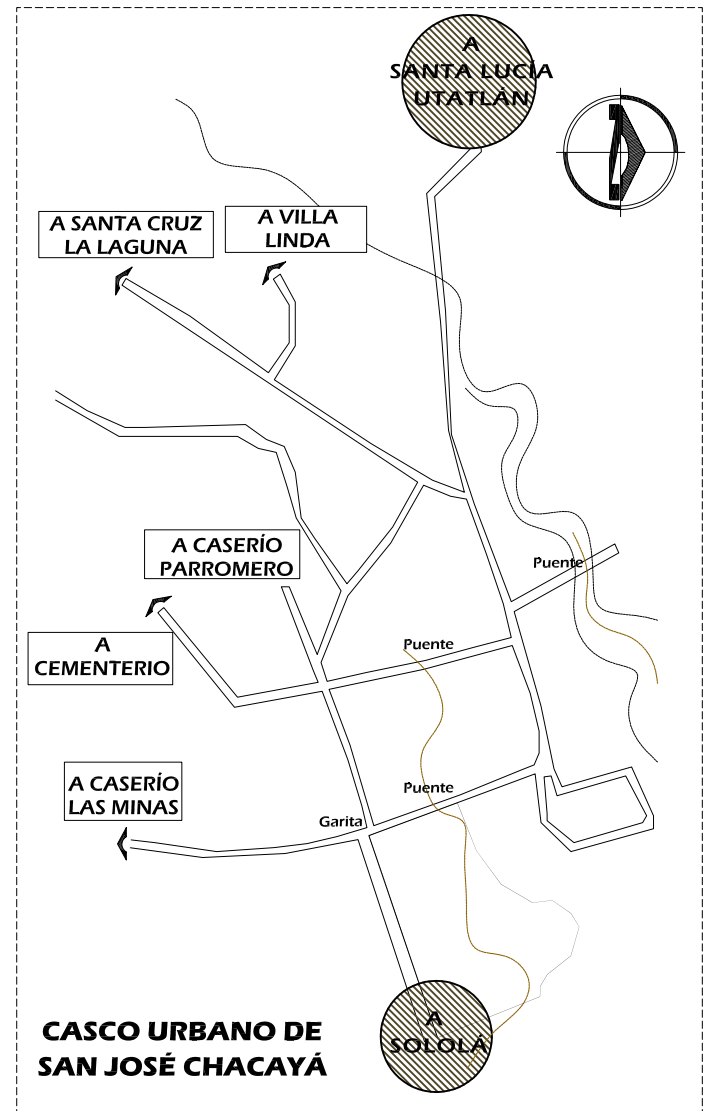 A
SANTA LUCÍA
UTATLÁN
A SANTA CRUZ
LA LAGUNA
A VILLA
LINDA
A CASERÍO
PARROMERO
Puente
A
CEMENTERIO
Puente
A CASERÍO
LAS MINAS
Puente
Garita
A
SOLOLÁ
CASCO URBANO DE
SAN JOSÉ CHACAYÁ